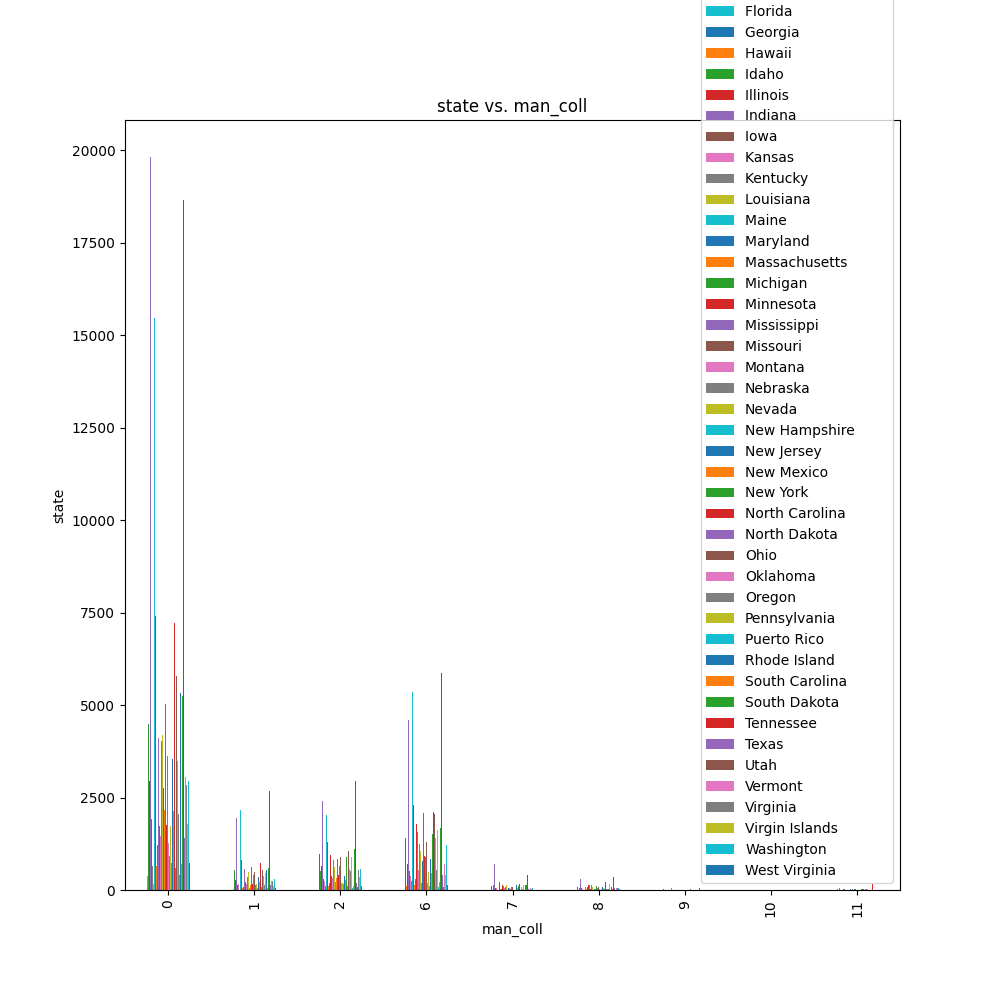 Florida
Georgia
Hawaii
Idaho
Illinois
state vs. man_coll
Indiana
Iowa
Kansas
Kentucky
Louisiana
Maine
Maryland
Massachusetts
Michigan
Minnesota
Mississippi
Missouri
Montana
Nebraska
Nevada
New Hampshire
New Jersey
New Mexico
New York
North Carolina
North Dakota
Ohio
Oklahoma
Oregon
Pennsylvania
Puerto Rico
Rhode Island
South Carolina
South Dakota
Tennessee
Texas
Utah
Vermont
Virginia
Virgin Islands
Washington
West Virginia
20000
17500
15000
12500
10000
7500
5000
2500
0
state
0 1 2 6 7 8 9 10 11
man_coll